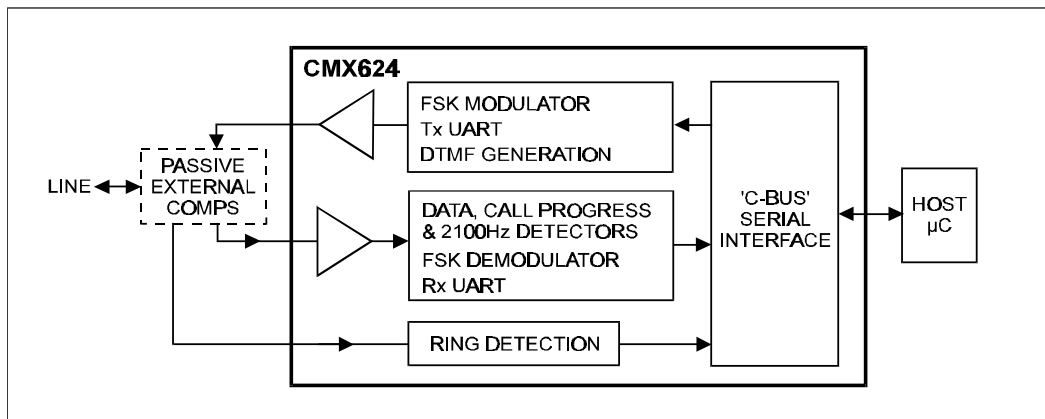 CMX624
FSK MODULATOR
Tx UART
DTMF GENERATION
LINE
PASSIVE
EXTERNAL
COMPS
DATA, CALL PROGRESS
& 2100Hz DETECTORS
FSK DEMODULATOR
Rx UART
RING DETECTION
'C-BUS'
SERIAL
INTERFACE
HOST
µC